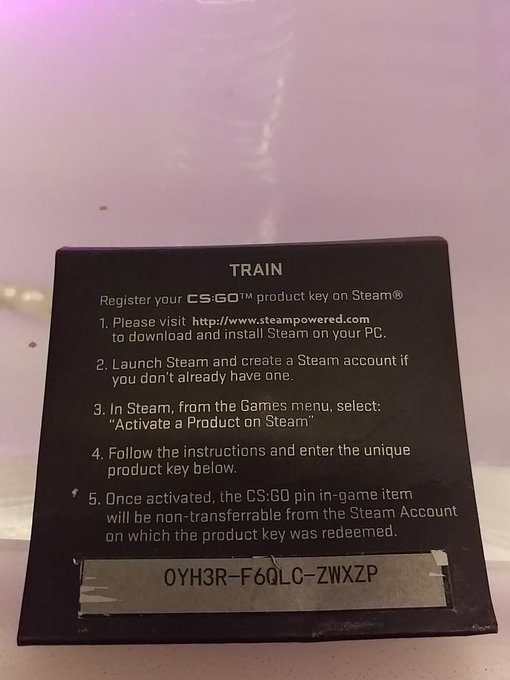 TRAIN
Register your CS:GO™ product key on Steam®
1. Please visit http://www.steampowered.com
to download and install Steam on your PC.
2. Launch Steam and create a Steam account if
you don't already have one.
3. In Steam, from the Games menu, select:
"Activate a Product on Steam"
4. Follow the instructions and enter the unique
product key below.
5. Once activated, the CS:GO pin in-game item
will be non-transferrable from the Steam Account
on which the product key was redeemed.
0YH3R-F6QLC-ZWXZP